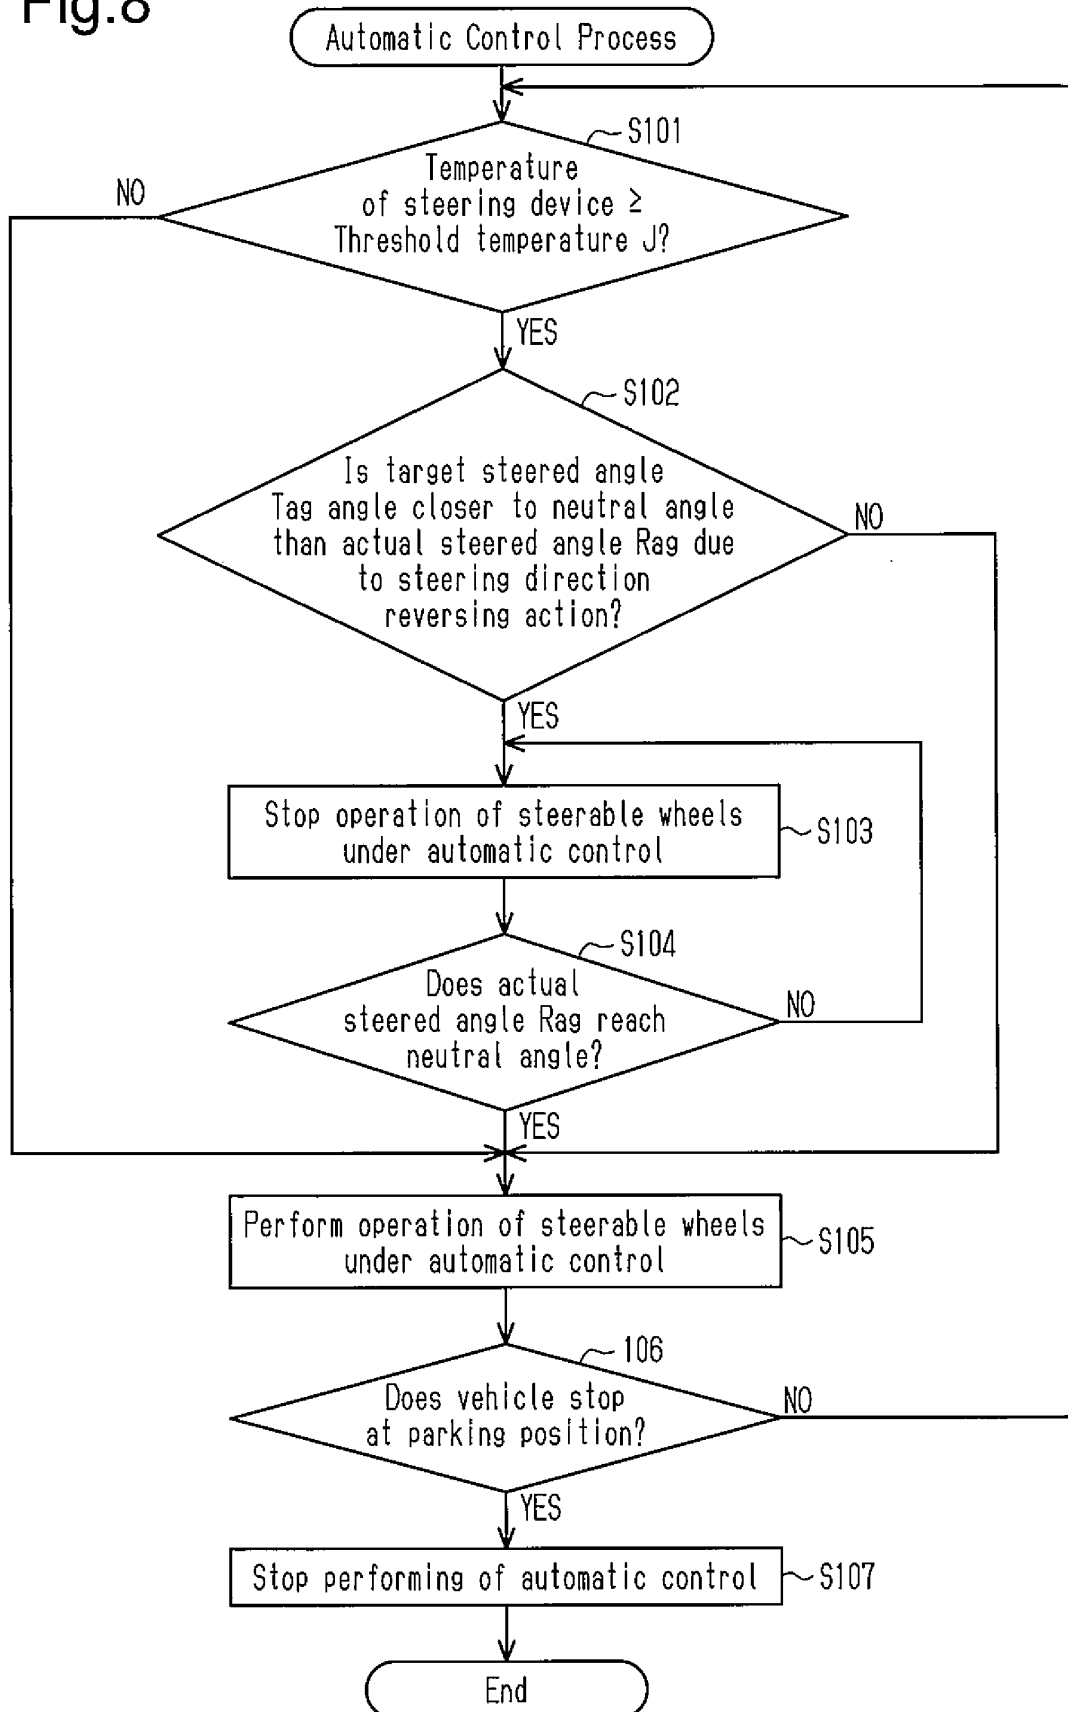 Fig.8
Automatic Control Process
S101
Temperature
of steering device ≥
Threshold temperature J?
NO
YES
S102
Is target steered angle
Tag angle closer to neutral angle
than actual steered angle Rag due
to steering direction
reversing action?
NO
YES
Stop operation of steerable wheels
under automatic control
S103
S104
Does actual
steered angle Rag reach
neutral angle?
NO
YES
Perform operation of steerable wheels
under automatic control
S105
106
Does vehicle stop
at parking position?
NO
YES
Stop performing of automatic control
S107
End